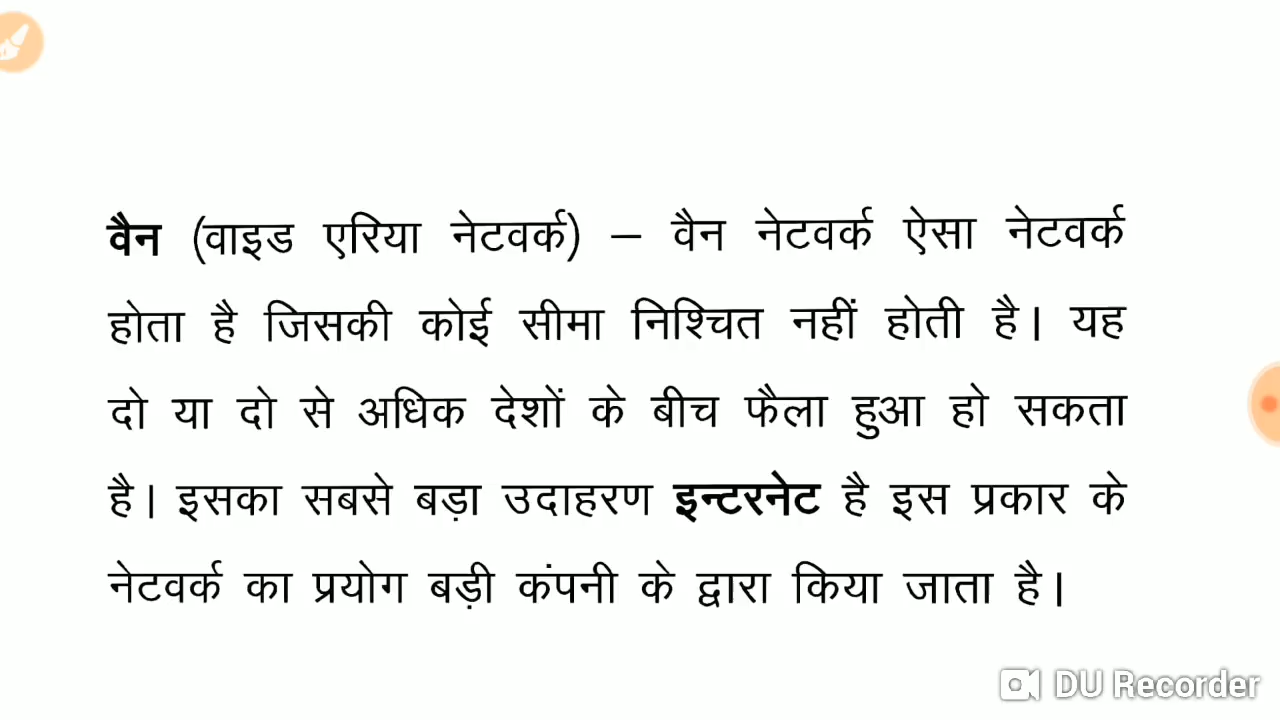 वैन (वाइड एरिया नेटवर्क) – वैन नेटवर्क ऐसा नेटवर्क
होता है जिसकी कोई सीमा निश्चित नहीं होती है। यह
दो या दो से अधिक देशों के बीच फैला हुआ हो सकता
है। इसका सबसे बड़ा उदाहरण इन्टरनेट है इस प्रकार के
नेटवर्क का प्रयोग बड़ी कंपनी के द्वारा किया जाता है।
DU Recorder